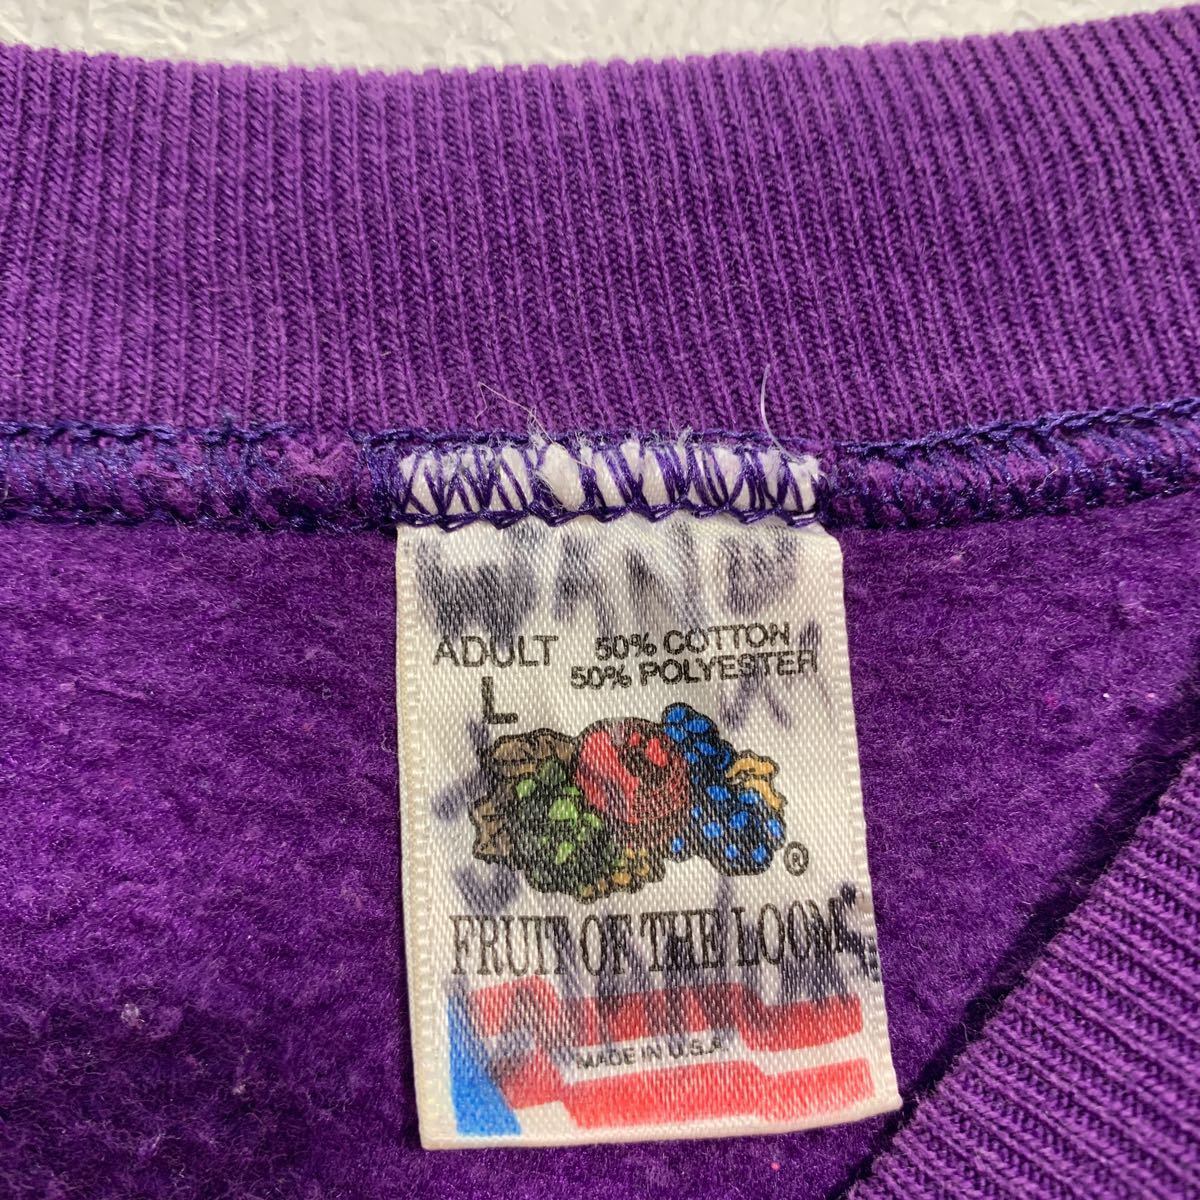 ADULT 50% COTTON
50% POLYESTER
L
®
FRUIT OF THE LOOM
MADE IN U.S.A.